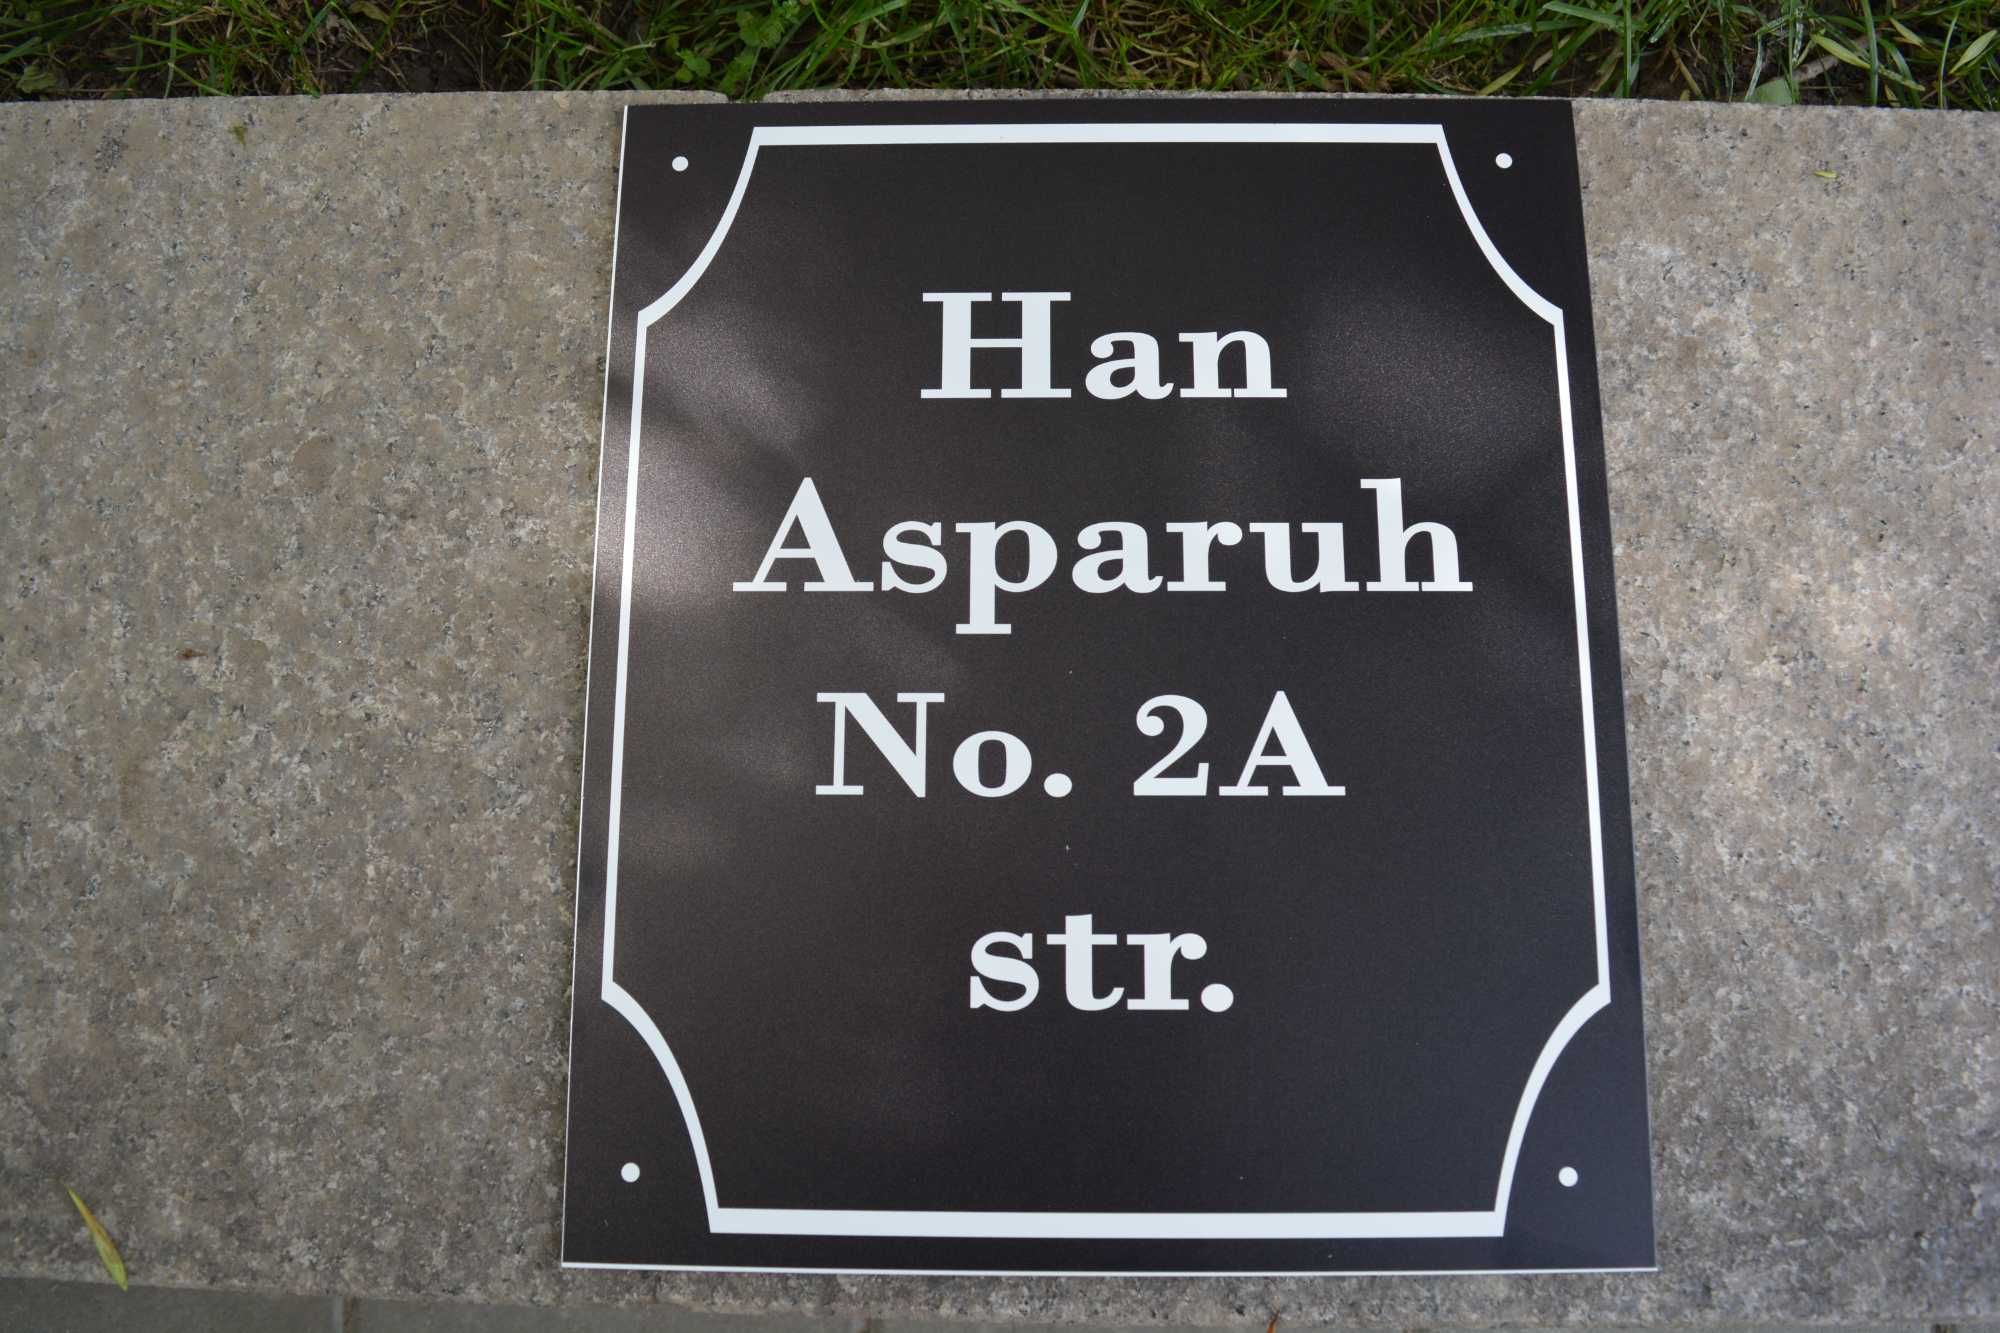 Han
Asparuh
No. 2A
str.